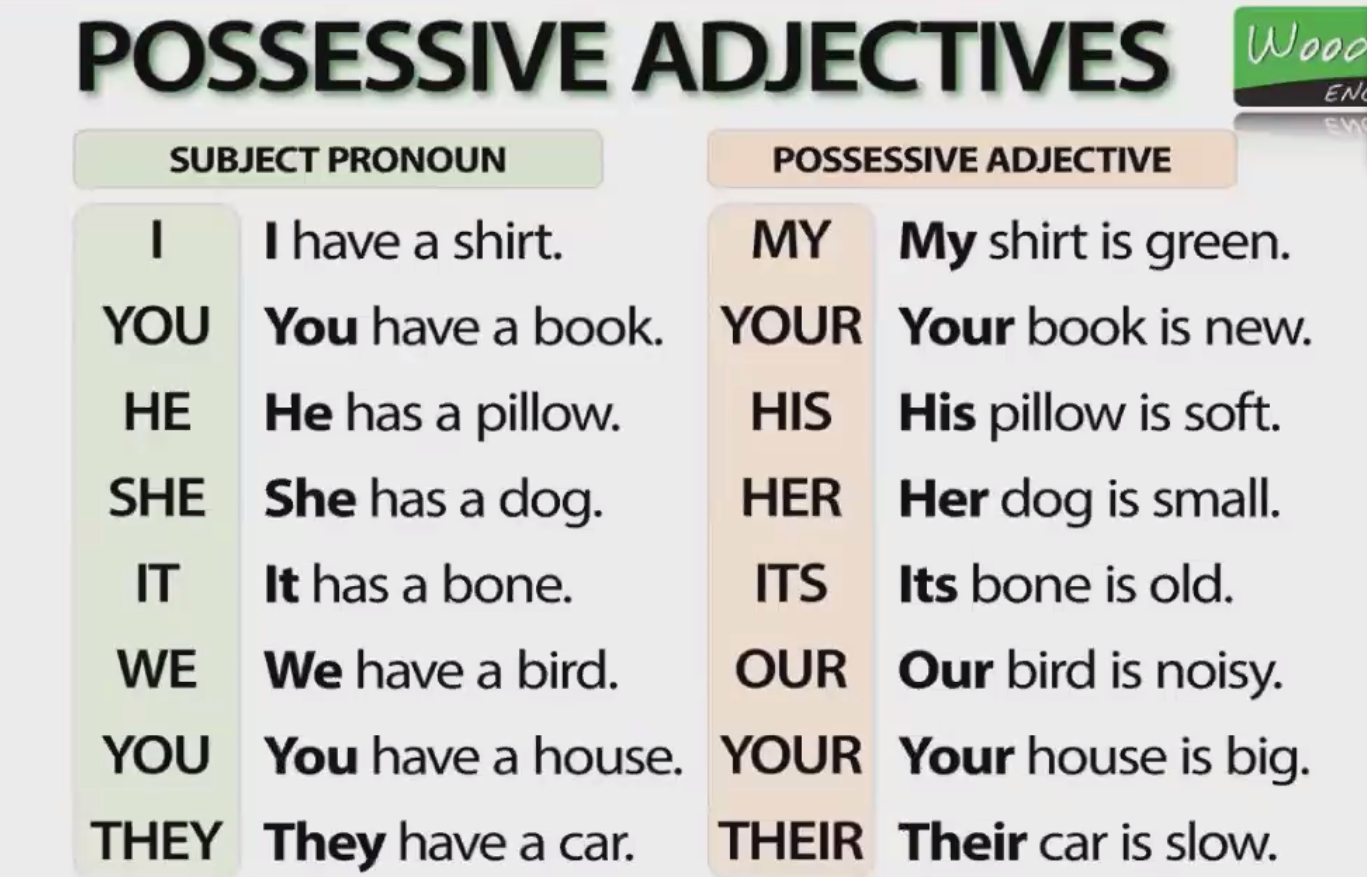 POSSESSIVE ADJECTIVES
ENG
SUBJECT PRONOUN POSSESSIVE ADJECTIVE
I I have a shirt. MY My shirt is green.
YOU You have a book. YOUR Your book is new.
HE He has a pillow. HIS His pillow is soft.
SHE She has a dog. HER Her dog is small.
IT It has a bone. ITS Its bone is old.
WE We have a bird. OUR Our bird is noisy.
YOU You have a house. YOUR Your house is big.
THEY They have a car. THEIR Their car is slow.